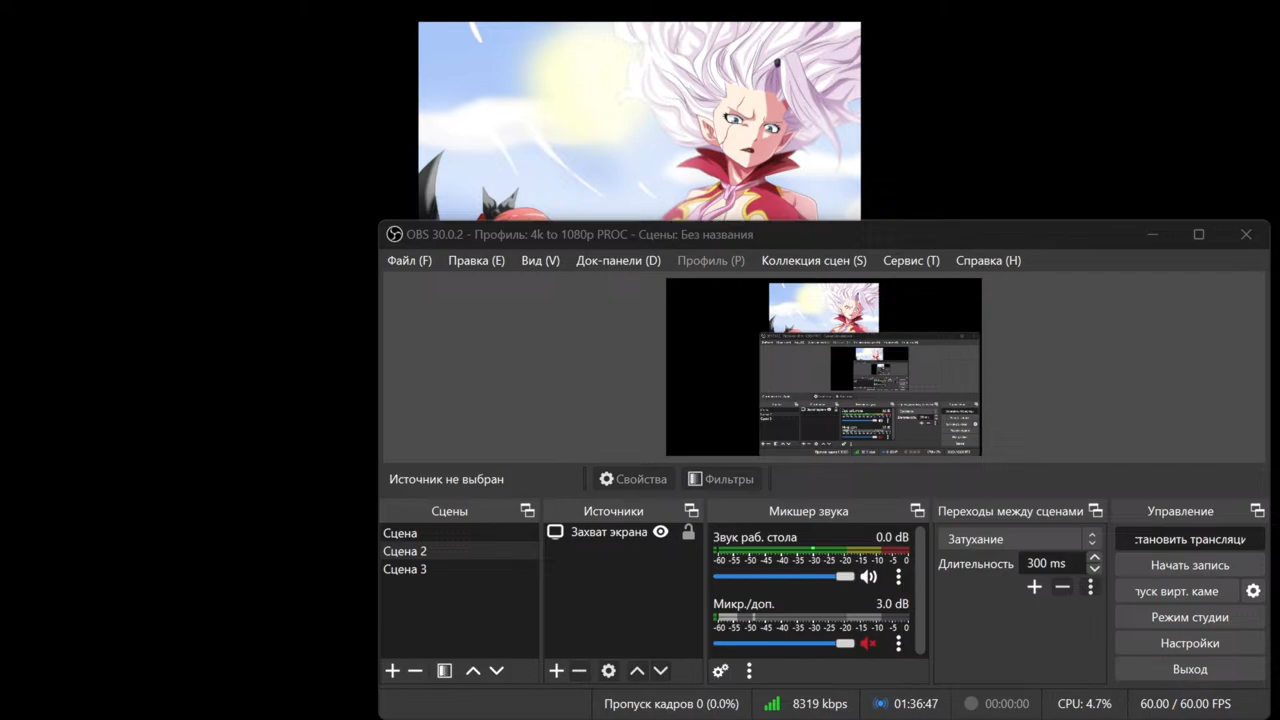 OBS 30.0.2 - Профиль: 4k to 1080p PROC - Сцены: Без названия
Файл (F) Правка (E) Вид (V) Док-панели (D) Профиль (P) Коллекция сцен (S) Сервис (T) Справка (H)
Источник не выбран Свойства Фильтры
Сцены
Сцена
Сцена 2
Сцена 3
Источники
Захват экрана
Микшер звука
Звук раб. стола 0.0 dB
-60 -55 -50 -45 -40 -35 -30 -25 -20 -15 -10 -5 0
Микр./доп. 3.0 dB
-60 -55 -50 -45 -40 -35 -30 -25 -20 -15 -10 -5 0
Переходы между сценами
Затухание
Длительность 300 ms
Управление
тановить трансляци
Начать запись
уск вирт. каме
Режим студии
Настройки
Выход
Пропуск кадров 0 (0.0%) 8319 kbps 01:36:47 00:00:00 CPU: 4.7% 60.00 / 60.00 FPS